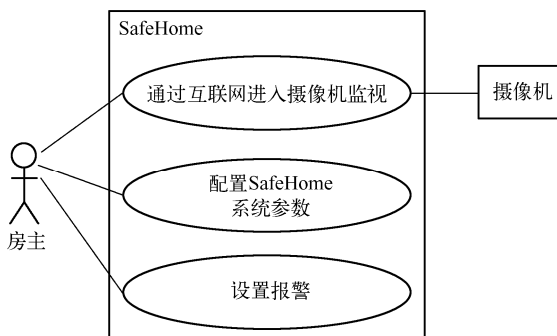 SafeHome
通过互联网进入摄像机监视
摄像机
配置SafeHome
系统参数
房主
设置报警